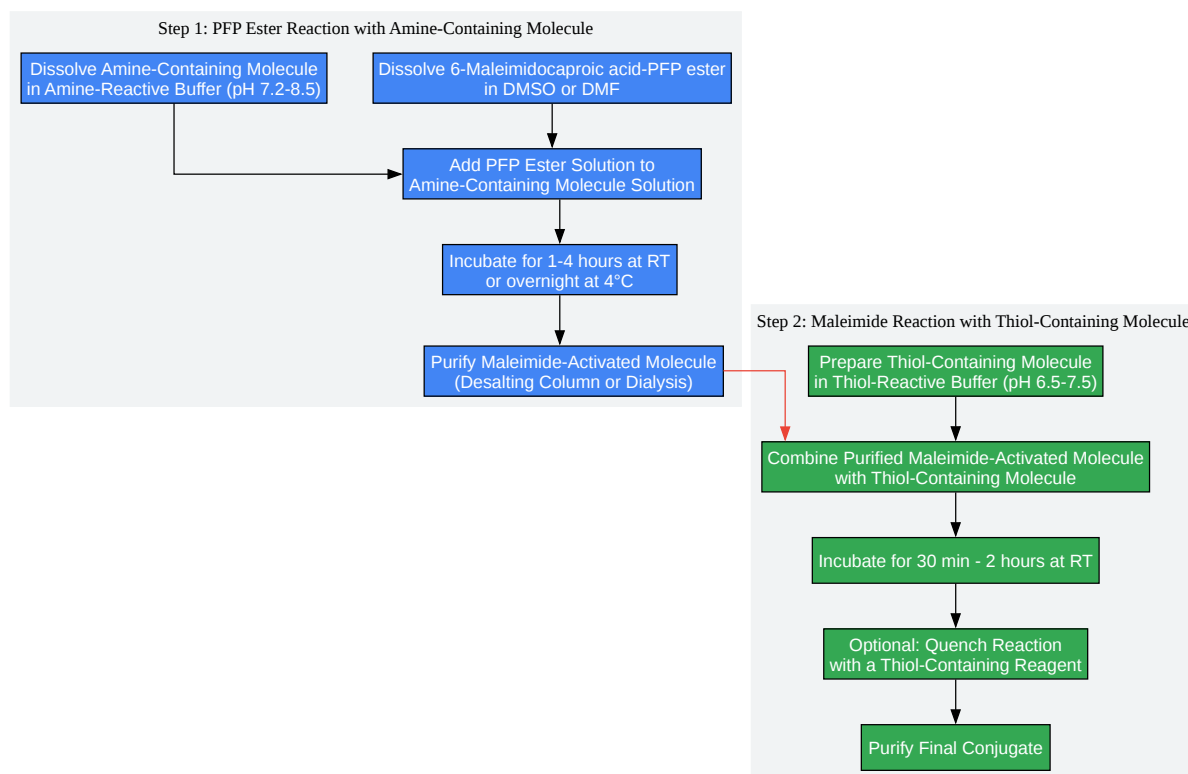 Step 1: PFP Ester Reaction with Amine-Containing Molecule
Dissolve Amine-Containing Molecule
in Amine-Reactive Buffer (pH 7.2-8.5)
Dissolve 6-Maleimidocaproic acid-PFP ester
in DMSO or DMF
Add PFP Ester Solution to
Amine-Containing Molecule Solution
Incubate for 1-4 hours at RT
or overnight at 4°C
Purify Maleimide-Activated Molecule
(Desalting Column or Dialysis)
Step 2: Maleimide Reaction with Thiol-Containing Molecule
Prepare Thiol-Containing Molecule
in Thiol-Reactive Buffer (pH 6.5-7.5)
Combine Purified Maleimide-Activated Molecule
with Thiol-Containing Molecule
Incubate for 30 min - 2 hours at RT
Optional: Quench Reaction
with a Thiol-Containing Reagent
Purify Final Conjugate